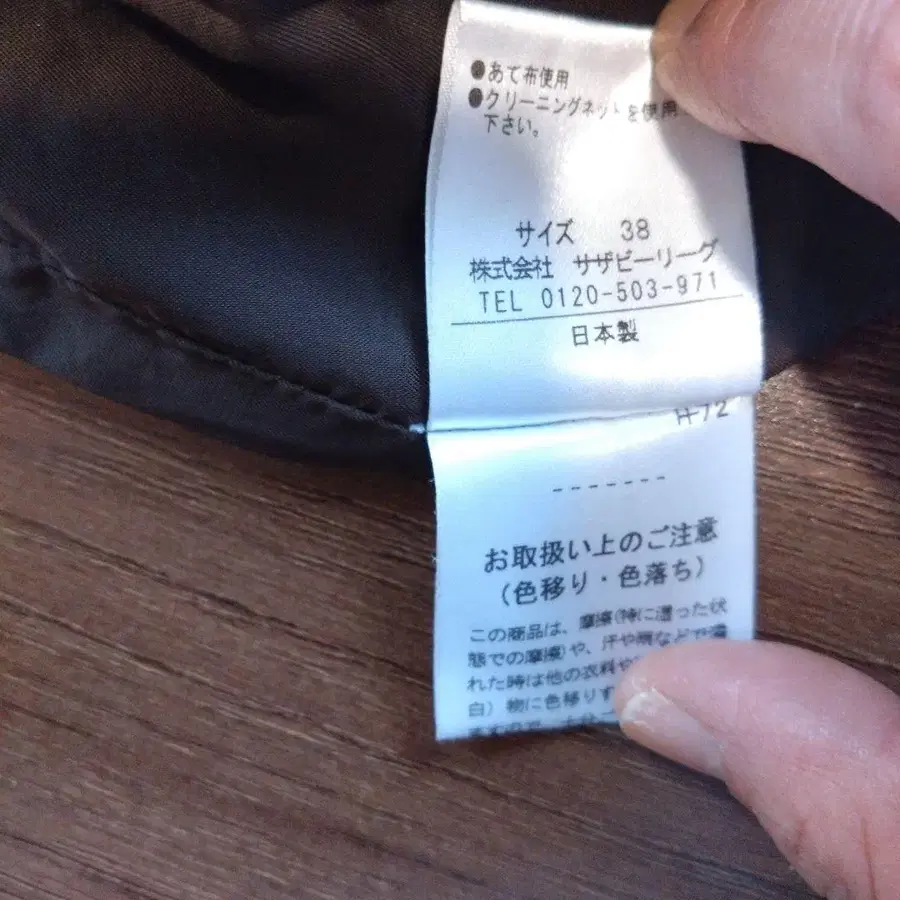 ●あて布使用
●クリーニングネットを使用
下さい。
サイズ 38
株式会社 サザビーリーグ
TEL 0120-503-971
日本製
-------
お取扱い上のご注意
(色移り・色落ち)
この商品は、摩擦(特に湿った状
態での摩擦)や、汗や雨などで濡
れた時は他の衣料や
白)物に色移りす